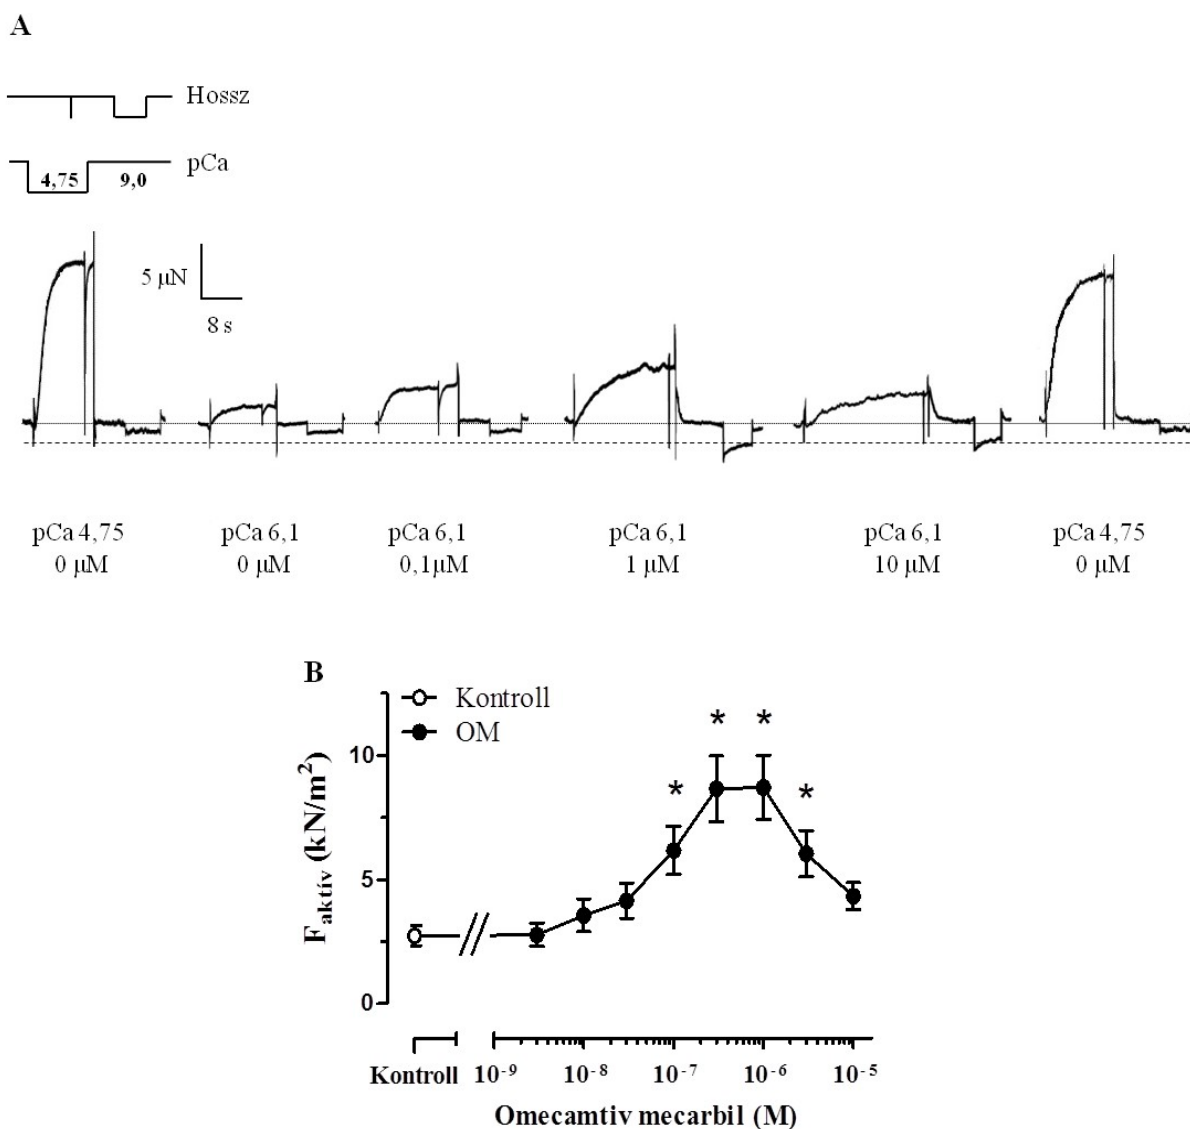 A
Hossz
pCa
4,75 9,0
5 µN
8 s
pCa 4,75
0 µM
pCa 6,1
0 µM
pCa 6,1
0,1µM
pCa 6,1
1 µM
pCa 6,1
10 µM
pCa 4,75
0 µM
B
Kontroll
OM
* * * *
F aktív (kN/m²)
10
5
0
Kontroll 10⁻⁹ 10⁻⁸ 10⁻⁷ 10⁻⁶ 10⁻⁵
Omecamtiv mecarbil (M)